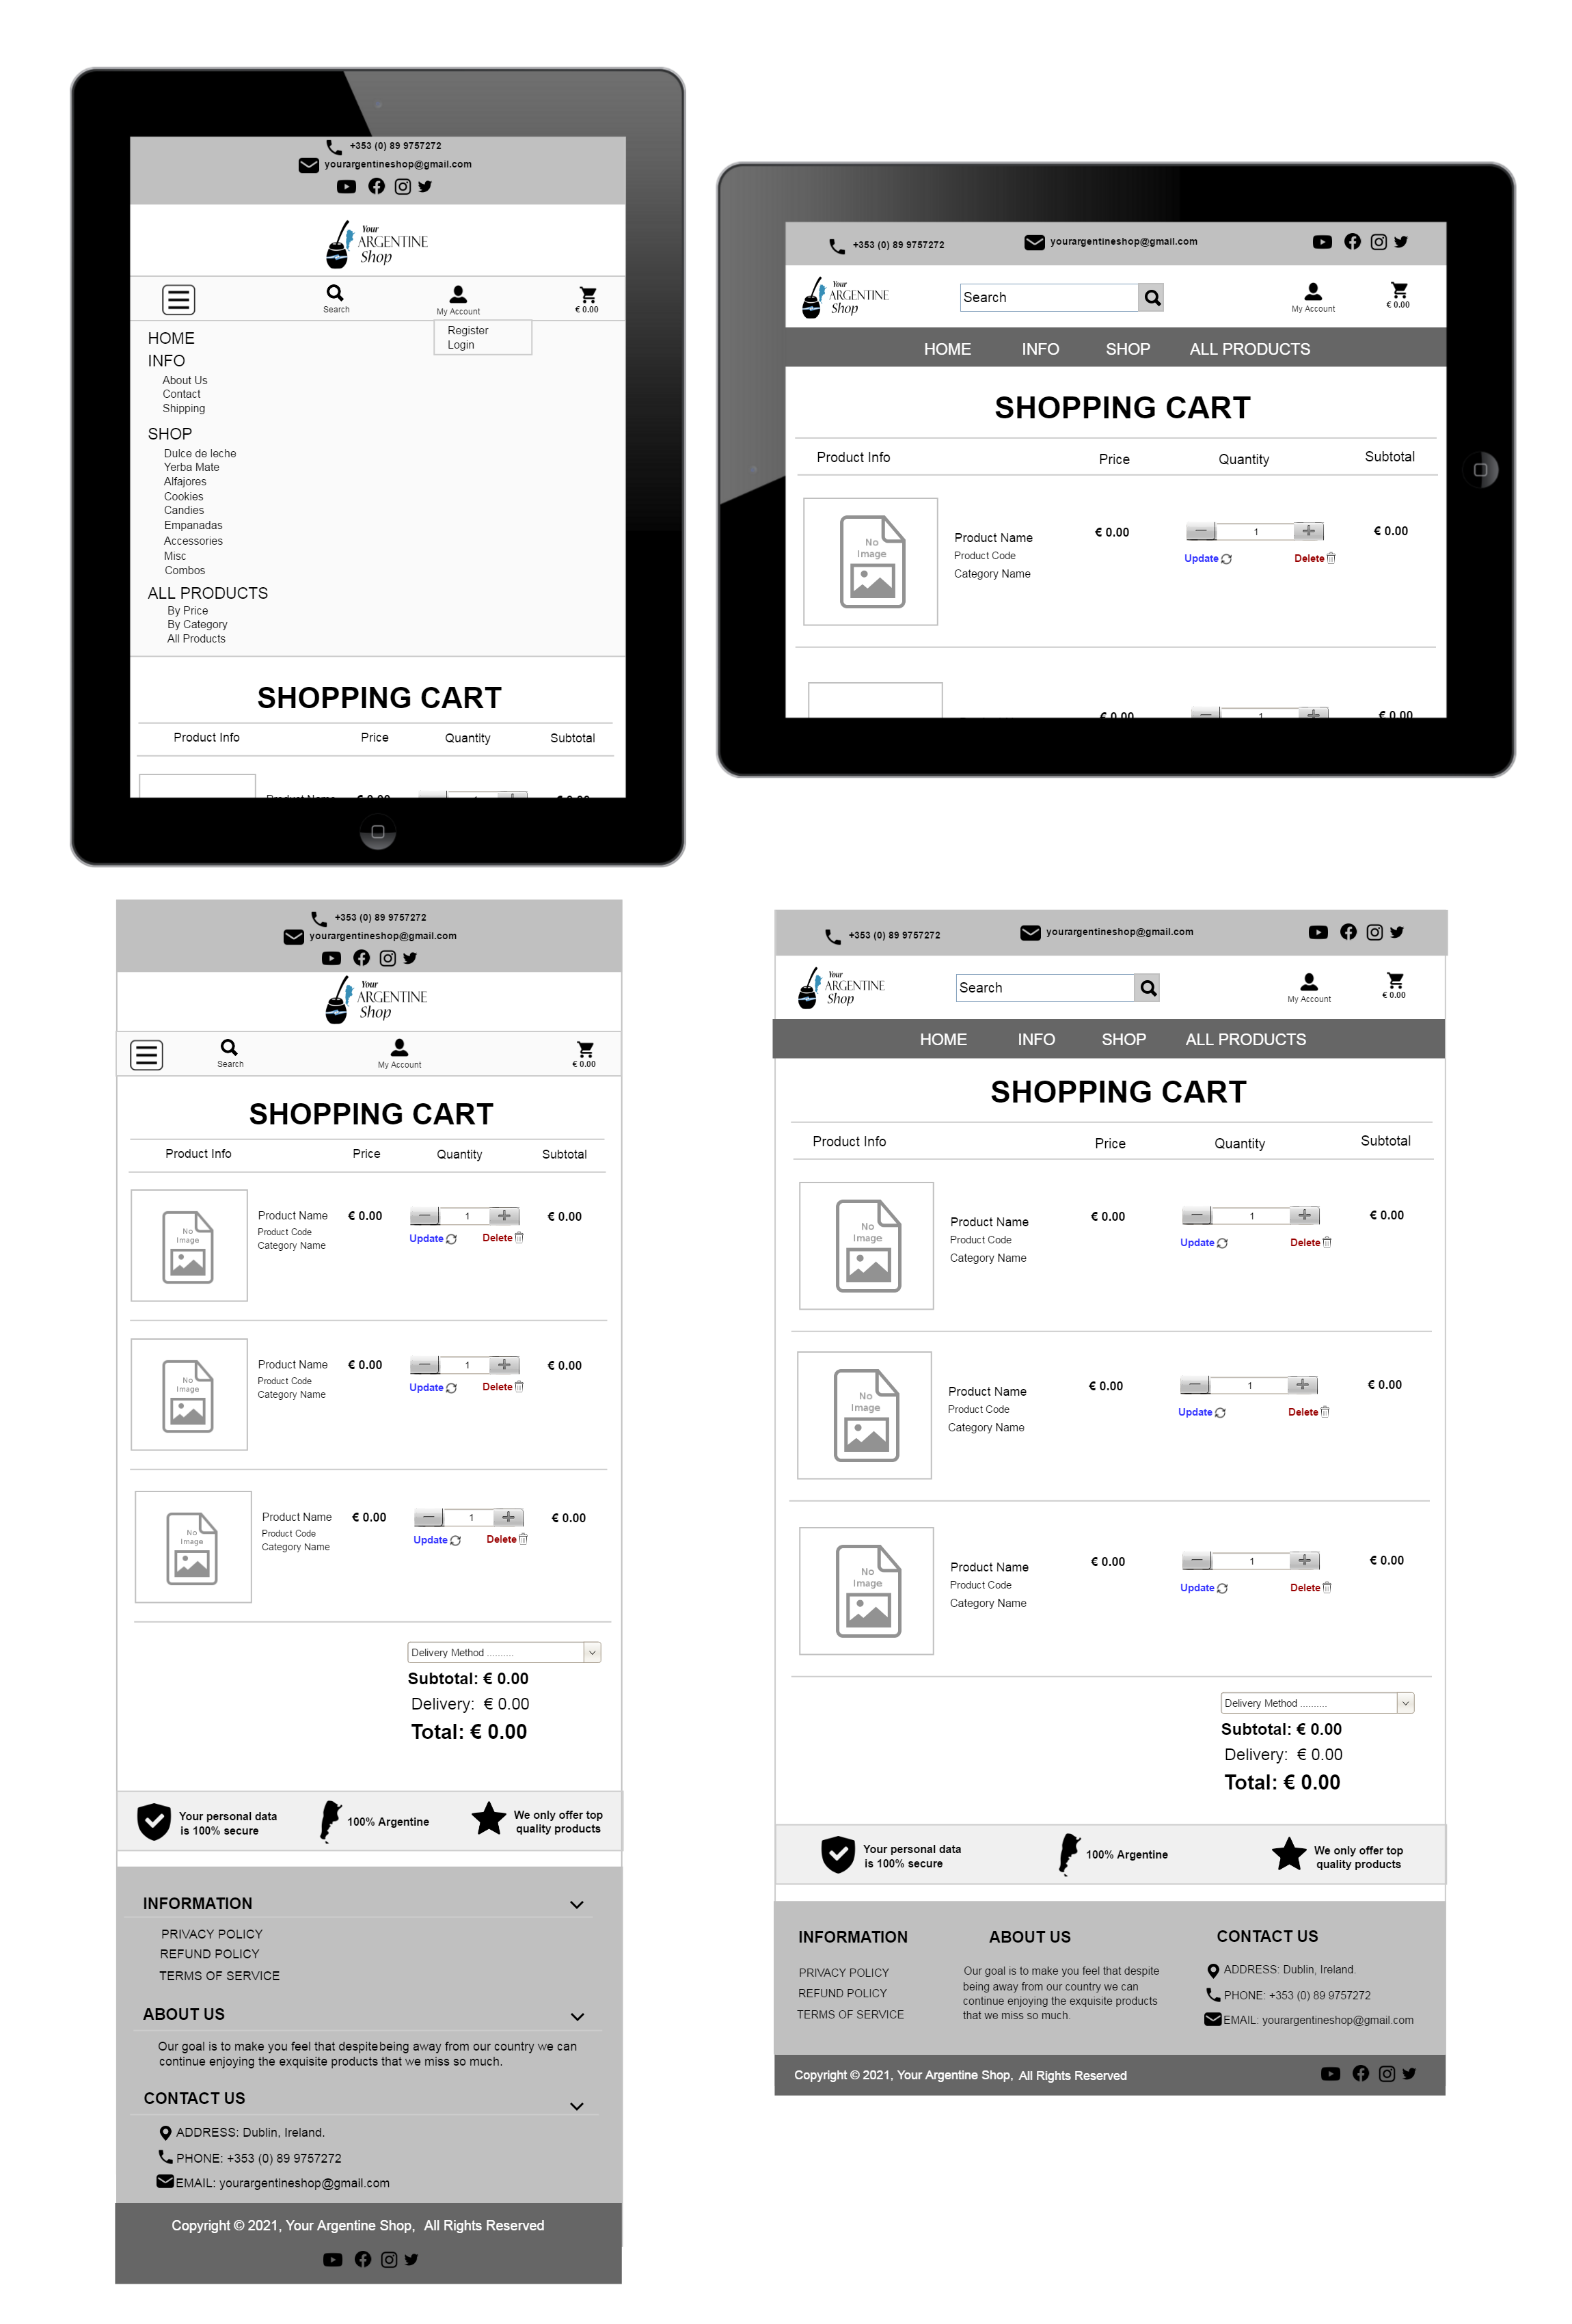 +353 (0) 89 9757272
yourargentineshop@gmail.com
Your
ARGENTINE
Shop
Search
My Account
€ 0.00
Register
Login
HOME
INFO
About Us
Contact
Shipping
SHOP
Dulce de leche
Yerba Mate
Alfajores
Cookies
Candies
Empanadas
Accessories
Misc
Combos
ALL PRODUCTS
By Price
By Category
All Products
SHOPPING CART
Product Info Price Quantity Subtotal
Product Name € 0.00 1 € 0.00
+353 (0) 89 9757272 yourargentineshop@gmail.com
Your
ARGENTINE
Shop
Search
My Account
€ 0.00
HOME INFO SHOP ALL PRODUCTS
SHOPPING CART
Product Info Price Quantity Subtotal
No
Image
Product Name € 0.00 1 € 0.00
Product Code Update Delete
Category Name
€ 0.00 1 € 0.00
+353 (0) 89 9757272
yourargentineshop@gmail.com
Your
ARGENTINE
Shop
Search
My Account
€ 0.00
SHOPPING CART
Product Info Price Quantity Subtotal
No
Image
Product Name € 0.00 1 € 0.00
Product Code Update Delete
Category Name
No
Image
Product Name € 0.00 1 € 0.00
Product Code Update Delete
Category Name
No
Image
Product Name € 0.00 1 € 0.00
Product Code Update Delete
Category Name
Delivery Method ..........
Subtotal: € 0.00
Delivery: € 0.00
Total: € 0.00
Your personal data
is 100% secure
100% Argentine
We only offer top
quality products
INFORMATION
PRIVACY POLICY
REFUND POLICY
TERMS OF SERVICE
ABOUT US
Our goal is to make you feel that despitebeing away from our country we can
continue enjoying the exquisite products that we miss so much.
CONTACT US
ADDRESS: Dublin, Ireland.
PHONE: +353 (0) 89 9757272
EMAIL: yourargentineshop@gmail.com
Copyright © 2021, Your Argentine Shop, All Rights Reserved
+353 (0) 89 9757272 yourargentineshop@gmail.com
Your
ARGENTINE
Shop
Search
My Account
€ 0.00
HOME INFO SHOP ALL PRODUCTS
SHOPPING CART
Product Info Price Quantity Subtotal
No
Image
Product Name € 0.00 1 € 0.00
Product Code Update Delete
Category Name
No
Image
Product Name € 0.00 1 € 0.00
Product Code Update Delete
Category Name
No
Image
Product Name € 0.00 1 € 0.00
Product Code Update Delete
Category Name
Delivery Method ..........
Subtotal: € 0.00
Delivery: € 0.00
Total: € 0.00
Your personal data
is 100% secure
100% Argentine
We only offer top
quality products
INFORMATION
PRIVACY POLICY
REFUND POLICY
TERMS OF SERVICE
ABOUT US
Our goal is to make you feel that despite
being away from our country we can
continue enjoying the exquisite products
that we miss so much.
CONTACT US
ADDRESS: Dublin, Ireland.
PHONE: +353 (0) 89 9757272
EMAIL: yourargentineshop@gmail.com
Copyright © 2021, Your Argentine Shop, All Rights Reserved